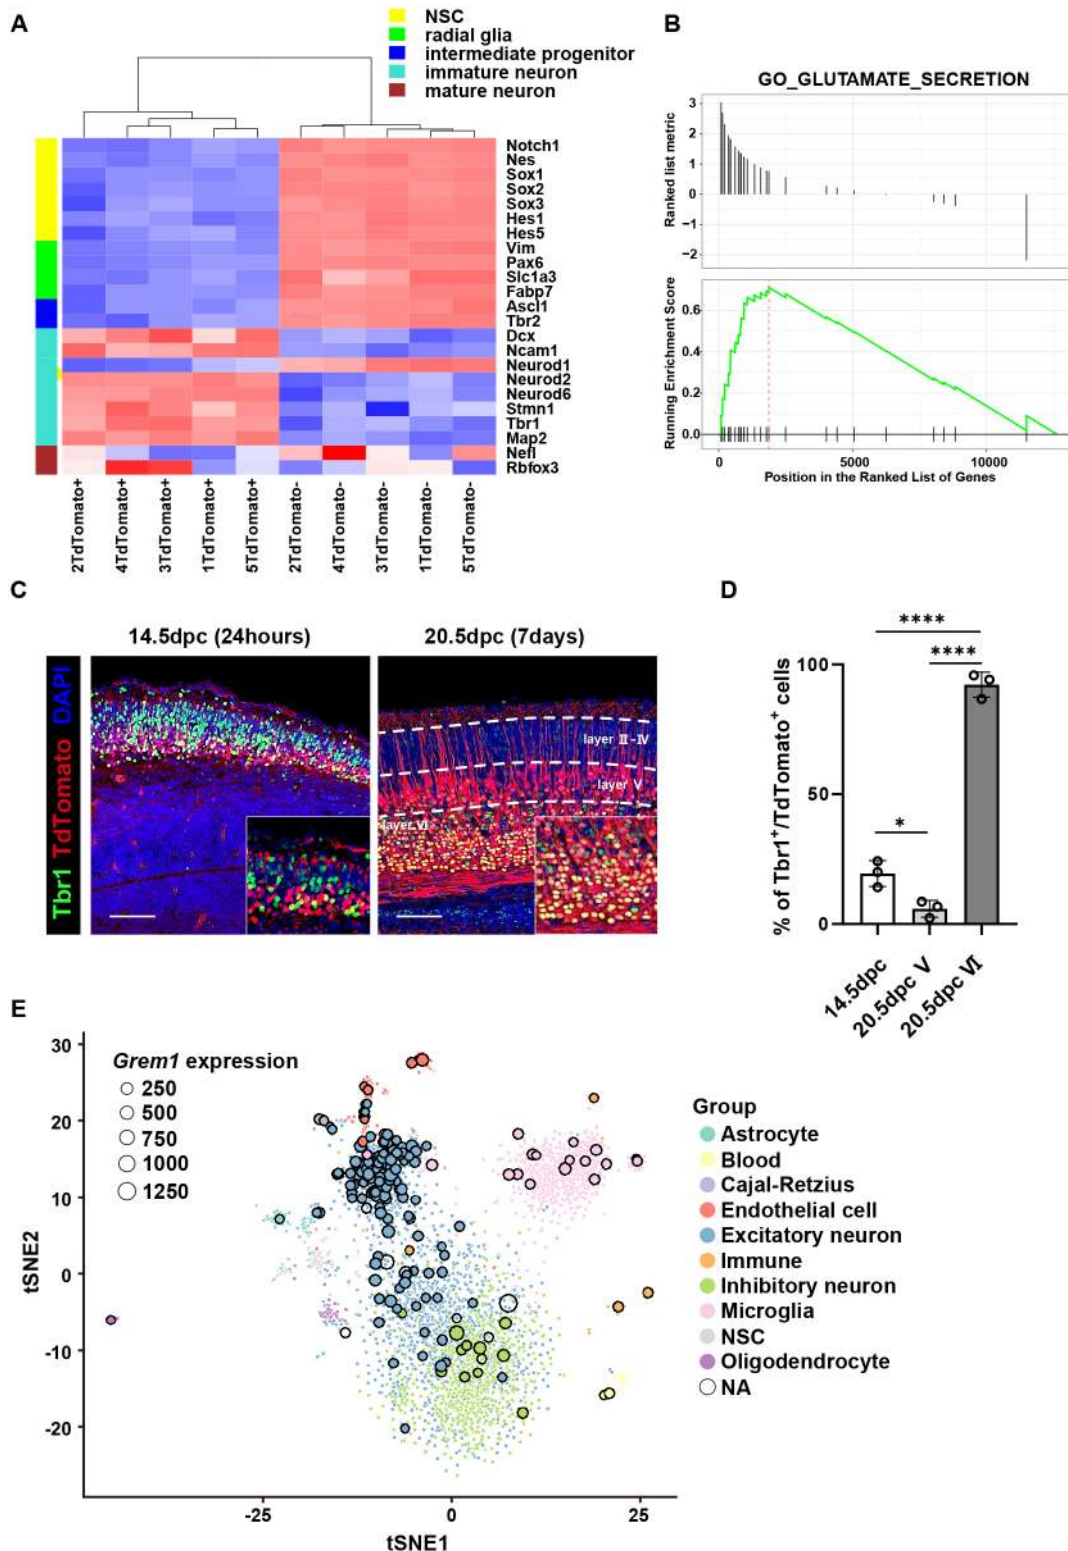 A
NSC
radial glia
intermediate progenitor
immature neuron
mature neuron
Notch1
Nes
Sox1
Sox2
Sox3
Hes1
Hes5
Vim
Pax6
Slc1a3
Fabp7
Ascl1
Tbr2
Dcx
Ncam1
Neurod1
Neurod2
Neurod6
Stmn1
Tbr1
Map2
Nefl
Rbfox3
2TdTomato+
4TdTomato+
3TdTomato+
1TdTomato+
5TdTomato+
2TdTomato-
4TdTomato-
3TdTomato-
1TdTomato-
5TdTomato-
B
GO_GLUTAMATE_SECRETION
Ranked list metric
3
2
1
0
−1
−2
Running Enrichment Score
0.6
0.4
0.2
0.0
0
5000
10000
Position in the Ranked List of Genes
C
14.5dpc (24hours)
20.5dpc (7days)
Tbr1 TdTomato DAPI
layer Ⅱ-Ⅳ
layer Ⅴ
layer Ⅵ
D
% of Tbr1+/TdTomato+ cells
100
50
0
****
****
*
14.5dpc
20.5dpc Ⅴ
20.5dpc Ⅵ
E
Grem1 expression
250
500
750
1000
1250
tSNE2
30
20
10
0
-10
-20
-25
0
25
tSNE1
Group
Astrocyte
Blood
Cajal-Retzius
Endothelial cell
Excitatory neuron
Immune
Inhibitory neuron
Microglia
NSC
Oligodendrocyte
NA